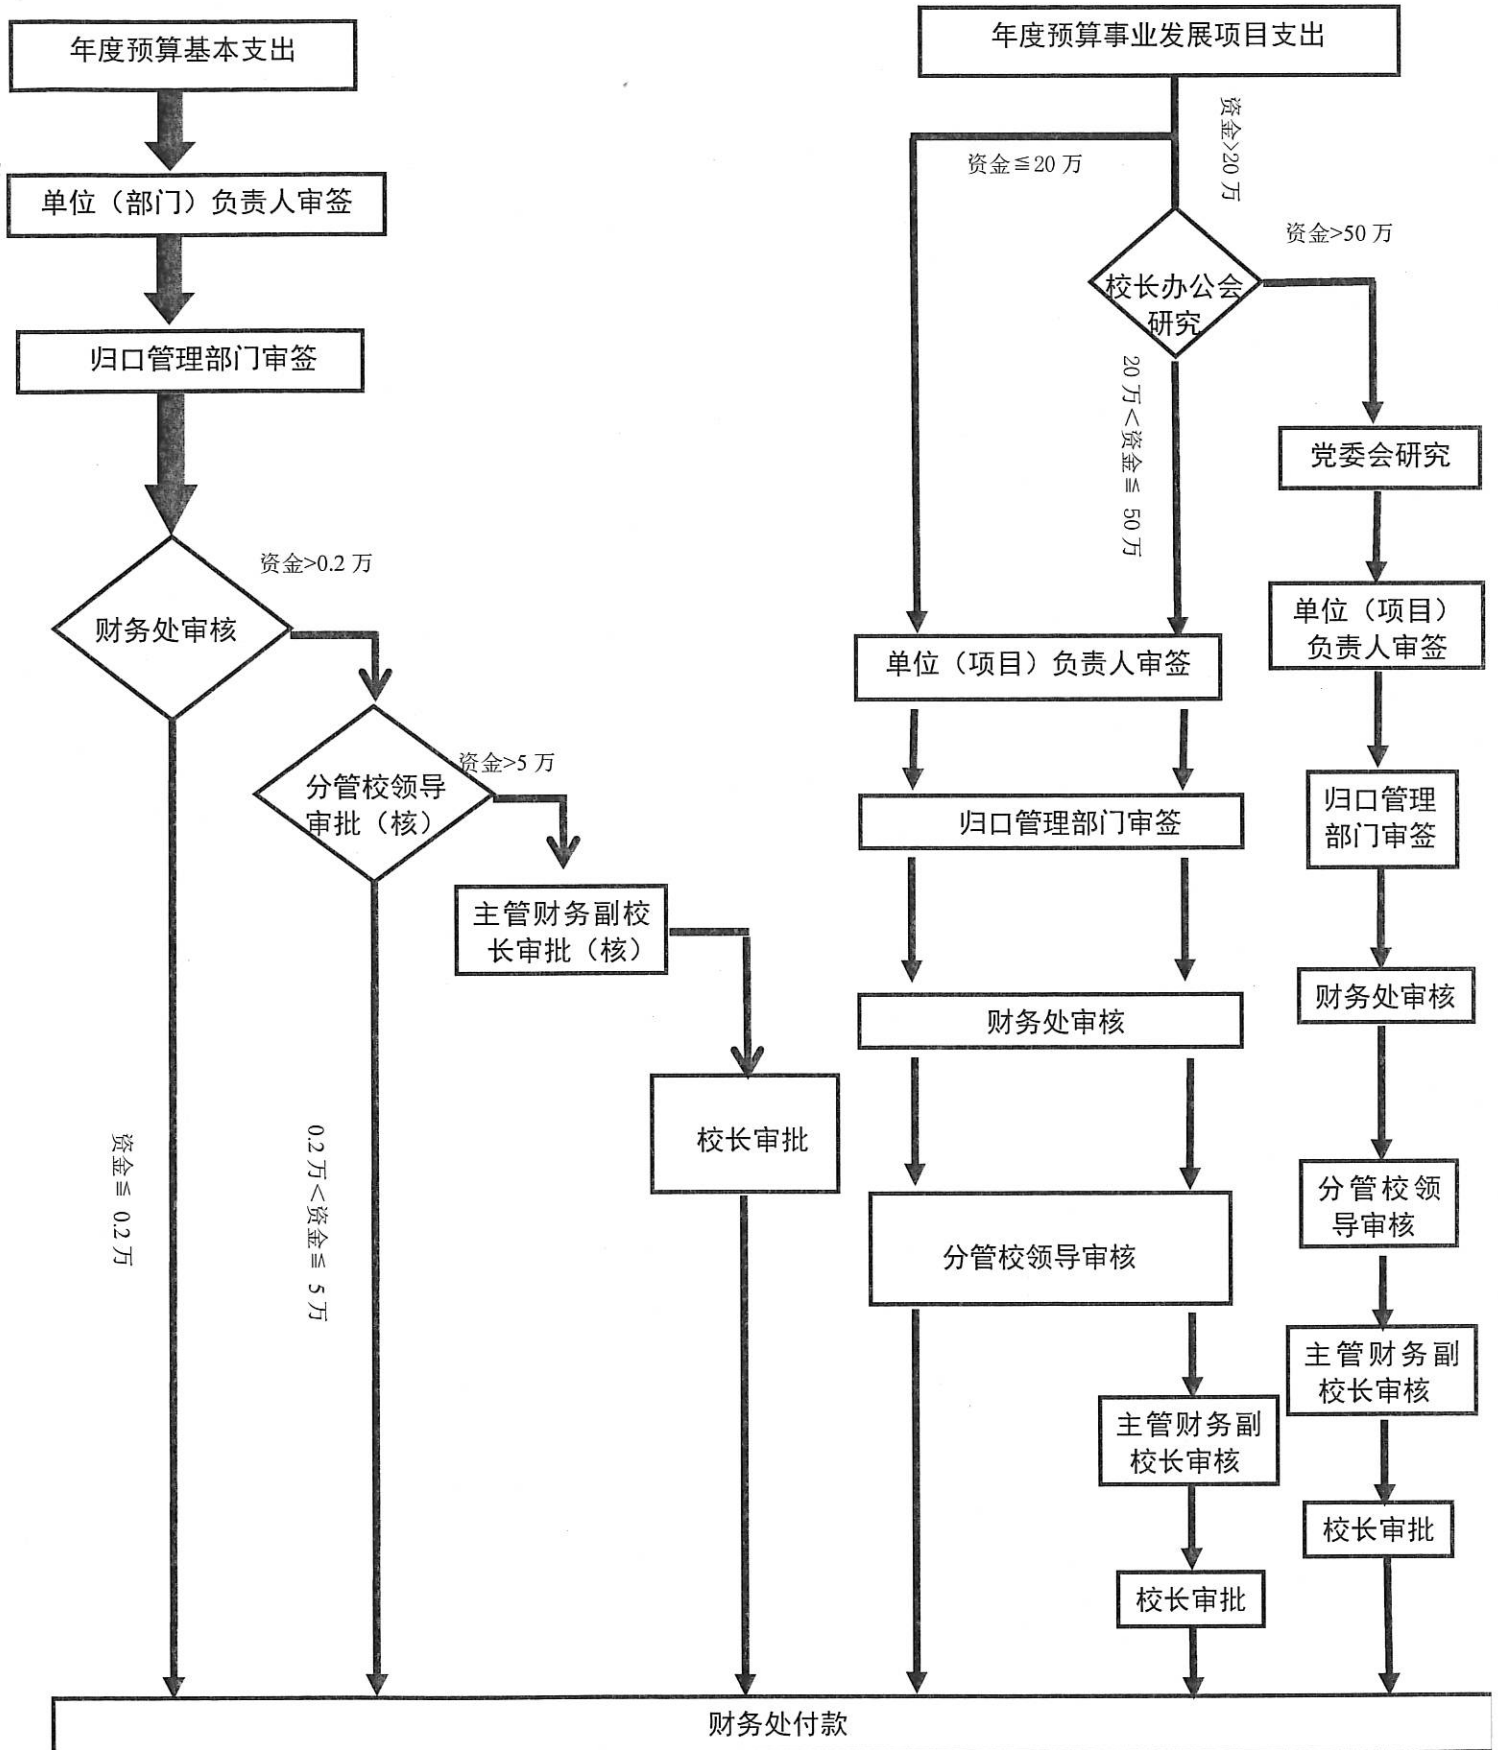 年度预算基本支出
单位（部门）负责人审签
归口管理部门审签
财务处审核
资金>0.2 万
资金≦ 0.2 万
分管校领导
审批（核）
资金>5 万
0.2 万＜资金≦ 5 万
主管财务副校
长审批（核）
校长审批
年度预算事业发展项目支出
资金≦20 万
资金>20 万
校长办公会
研究
资金>50 万
20 万＜资金≦ 50 万
单位（项目）负责人审签
归口管理部门审签
财务处审核
分管校领导审核
主管财务副
校长审核
校长审批
党委会研究
单位（项目）
负责人审签
归口管理
部门审签
财务处审核
分管校领
导审核
主管财务副
校长审核
校长审批
财务处付款